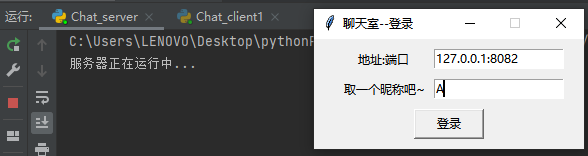 运行: Chat_server × Chat_client1 ×
C:\Users\LENOVO\Desktop\python
服务器正在运行中...
聊天室--登录
地址:端口 127.0.0.1:8082
取一个昵称吧~ A
登录